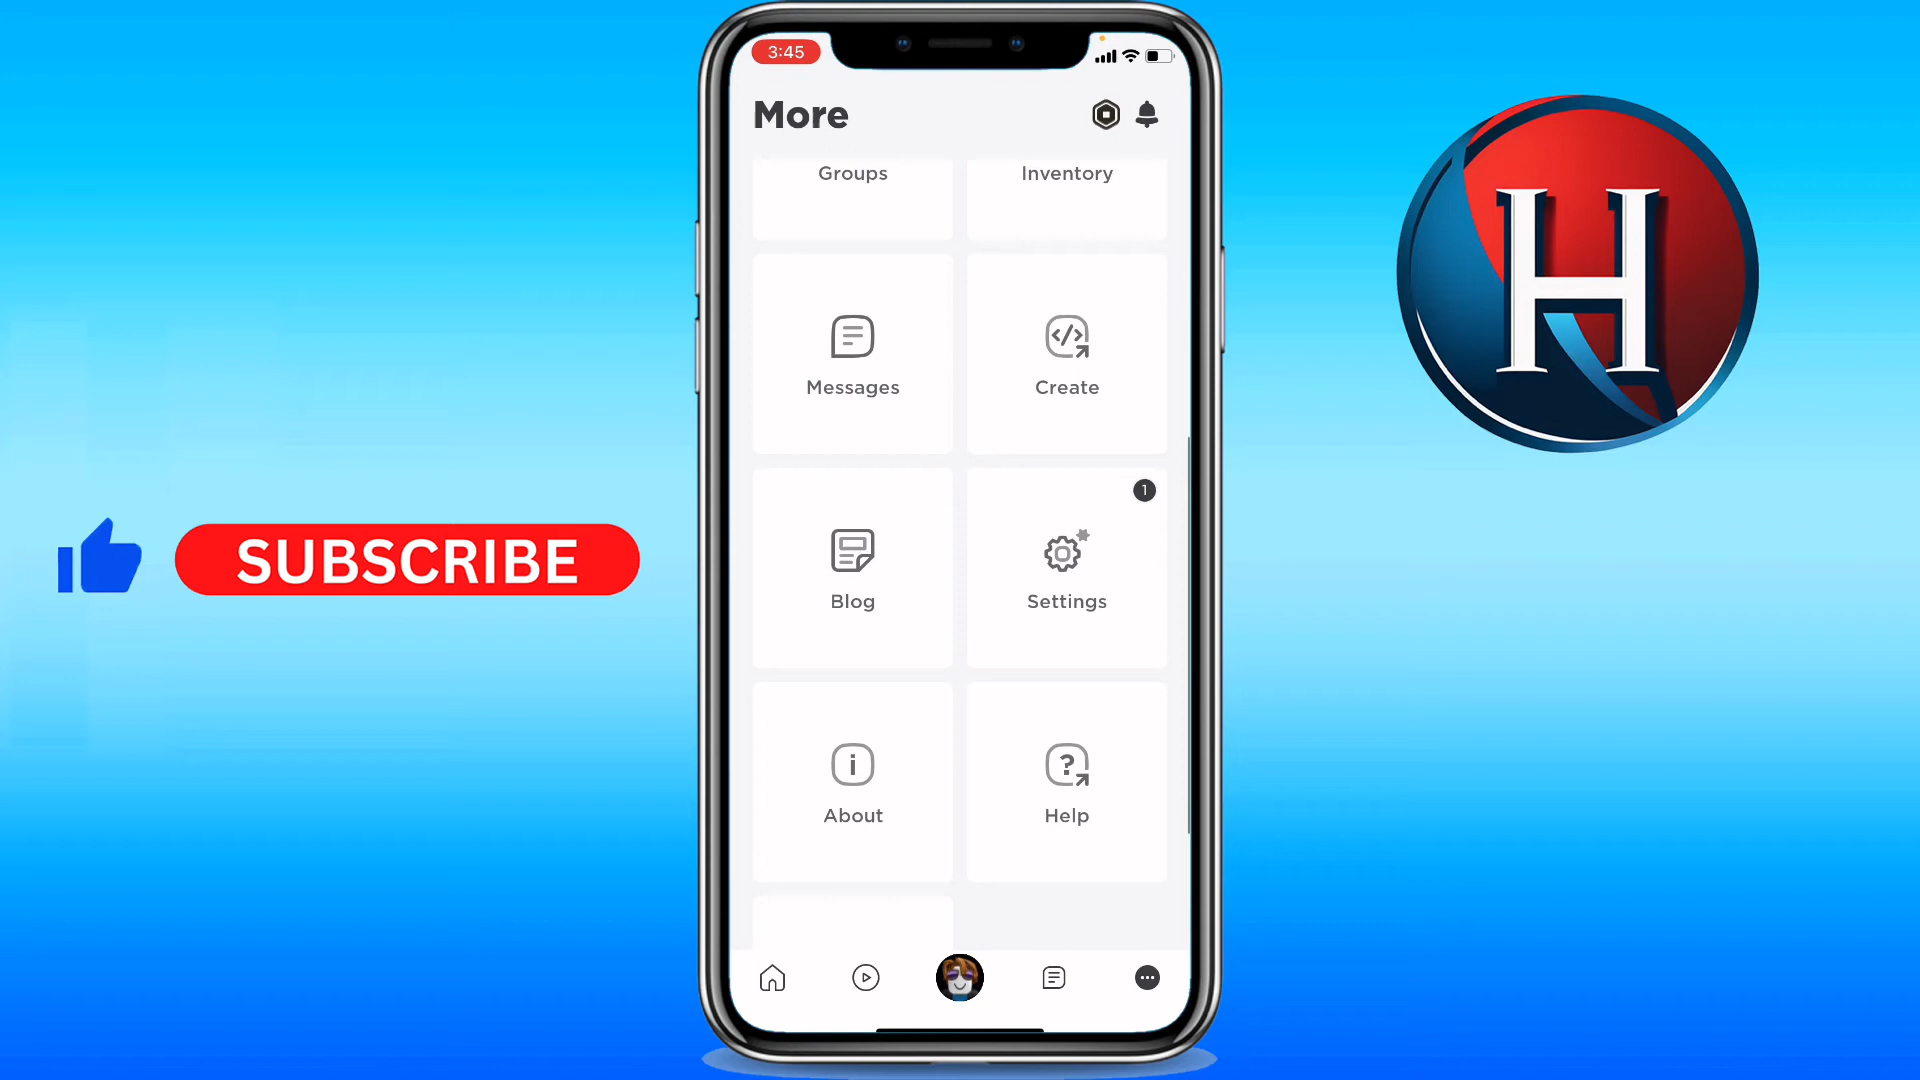 3:45
More
Groups
Inventory
Messages
Create
1
Blog
Settings
About
Help
SUBSCRIBE
H